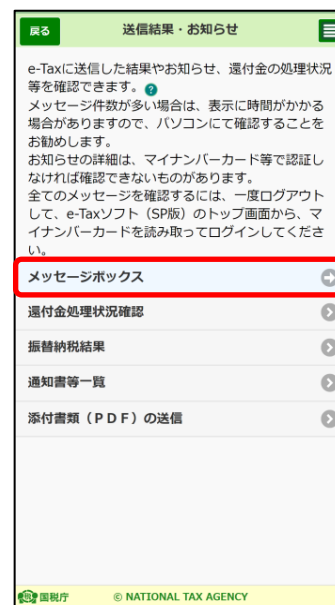 戻る
送信結果・お知らせ
e-Taxに送信した結果やお知らせ、還付金の処理状況
等を確認できます。?
メッセージ件数が多い場合は、表示に時間がかかる
場合がありますので、パソコンにて確認することを
お勧めします。
お知らせの詳細は、マイナンバーカード等で認証し
なければ確認できないものがあります。
全てのメッセージを確認するには、一度ログアウト
して、e-Taxソフト（SP版）のトップ画面から、マ
イナンバーカードを読み取ってログインしてくださ
い。
メッセージボックス
還付金処理状況確認
振替納税結果
通知書等一覧
添付書類（ＰＤＦ）の送信
国税庁
© NATIONAL TAX AGENCY